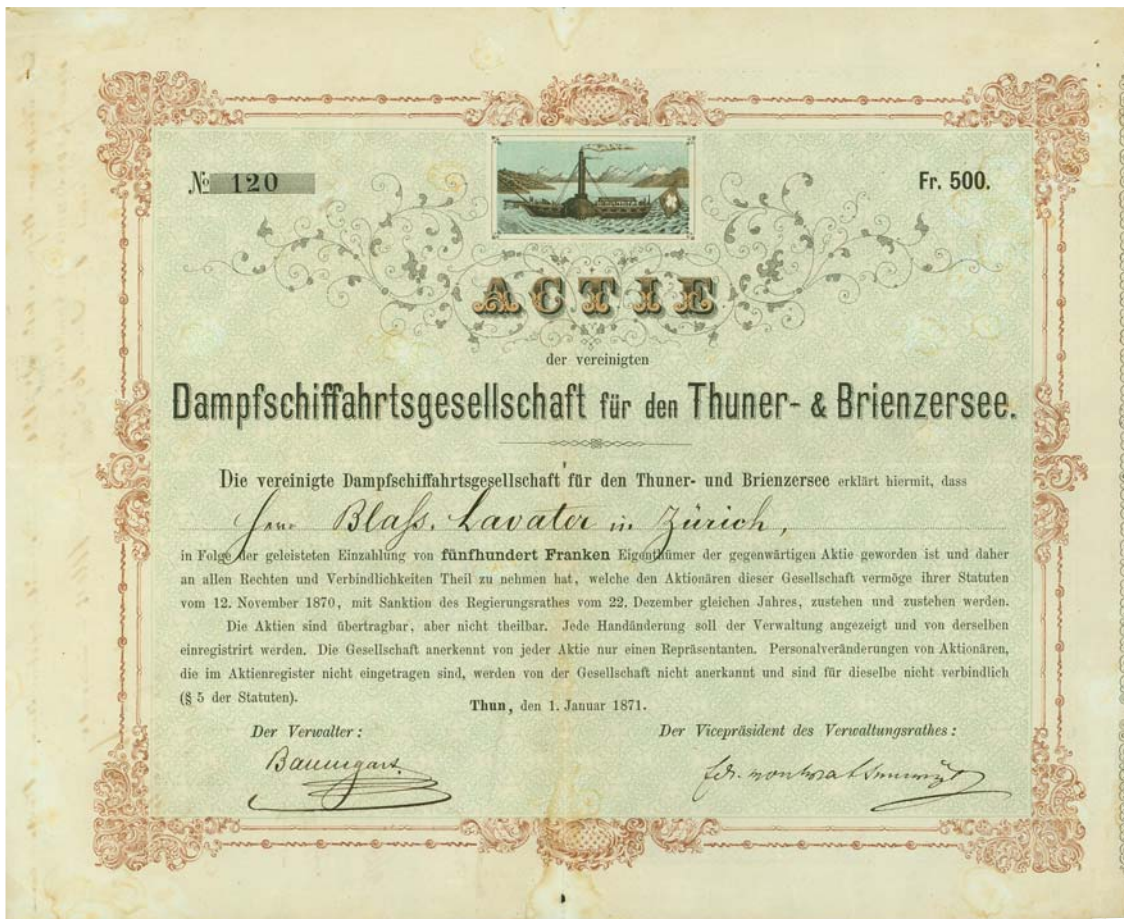 No 120
Fr. 500.
ACTIE
der vereinigten
Dampfschiffahrtsgesellschaft für den Thuner- & Brienzersee.
Die vereinigte Dampfschiffahrtsgesellschaft für den Thuner- und Brienzersee erklärt hiermit, dass
Herr Blaß. Lavater in Zürich,
in Folge der geleisteten Einzahlung von fünfhundert Franken Eigenthümer der gegenwärtigen Aktie geworden ist und daher
an allen Rechten und Verbindlichkeiten Theil zu nehmen hat, welche den Aktionären dieser Gesellschaft vermöge ihrer Statuten
vom 12. November 1870, mit Sanktion des Regierungsrathes vom 22. Dezember gleichen Jahres, zustehen und zustehen werden.
Die Aktien sind übertragbar, aber nicht theilbar. Jede Handänderung soll der Verwaltung angezeigt und von derselben
einregistrirt werden. Die Gesellschaft anerkennt von jeder Aktie nur einen Repräsentanten. Personalveränderungen von Aktionären,
die im Aktienregister nicht eingetragen sind, werden von der Gesellschaft nicht anerkannt und sind für dieselbe nicht verbindlich
(§ 5 der Statuten).
Thun, den 1. Januar 1871.
Der Verwalter:
Der Vicepräsident des Verwaltungsrathes:
Baumgart